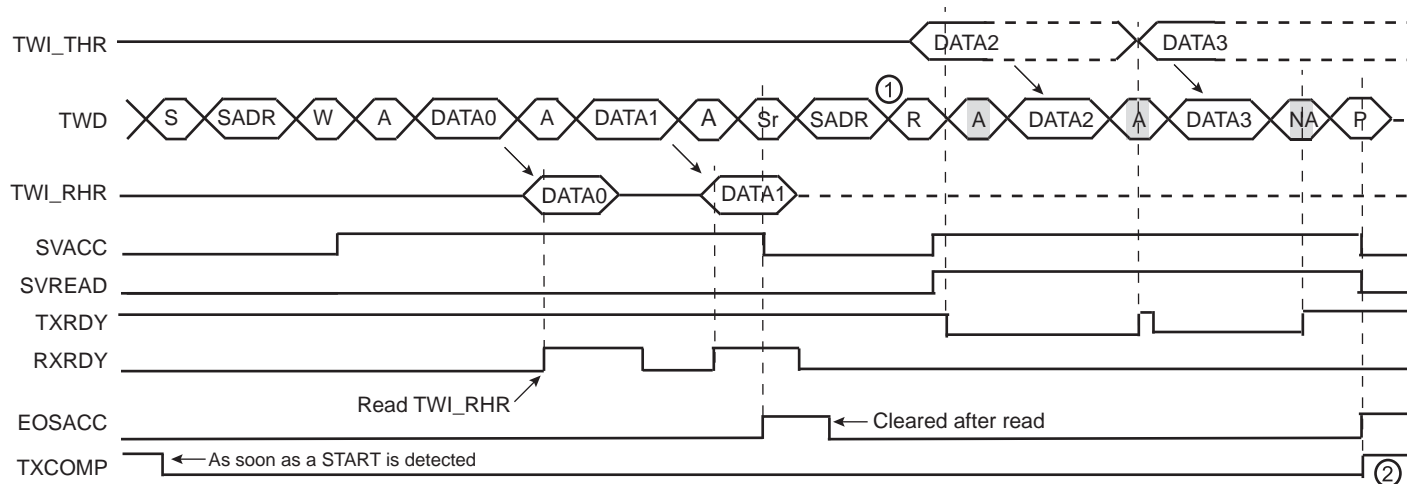 TWI_THR DATA2 DATA3
1
TWD S SADR W A DATA0 A DATA1 A Sr SADR R A DATA2 A DATA3 NA P
TWI_RHR DATA0 DATA1
SVACC
SVREAD
TXRDY
RXRDY
Read TWI_RHR
EOSACC Cleared after read
TXCOMP As soon as a START is detected 2